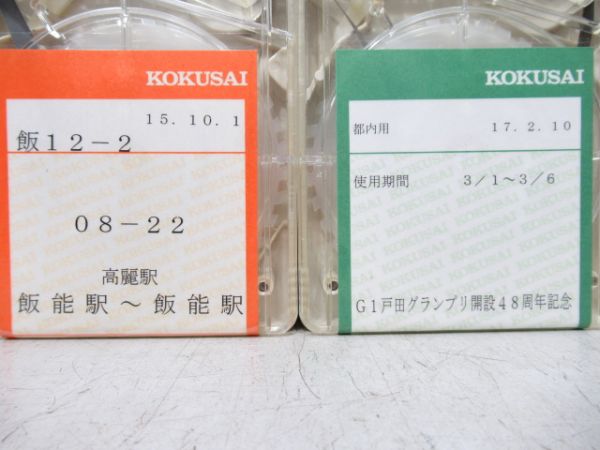 KOKUSAI
15.10.1
飯12-2
08-22
高麗駅
飯能駅〜飯能駅
KOKUSAI
都内用 17.2.10
使用期間 3/1〜3/6
G1戸田グランプリ開設48周年記念